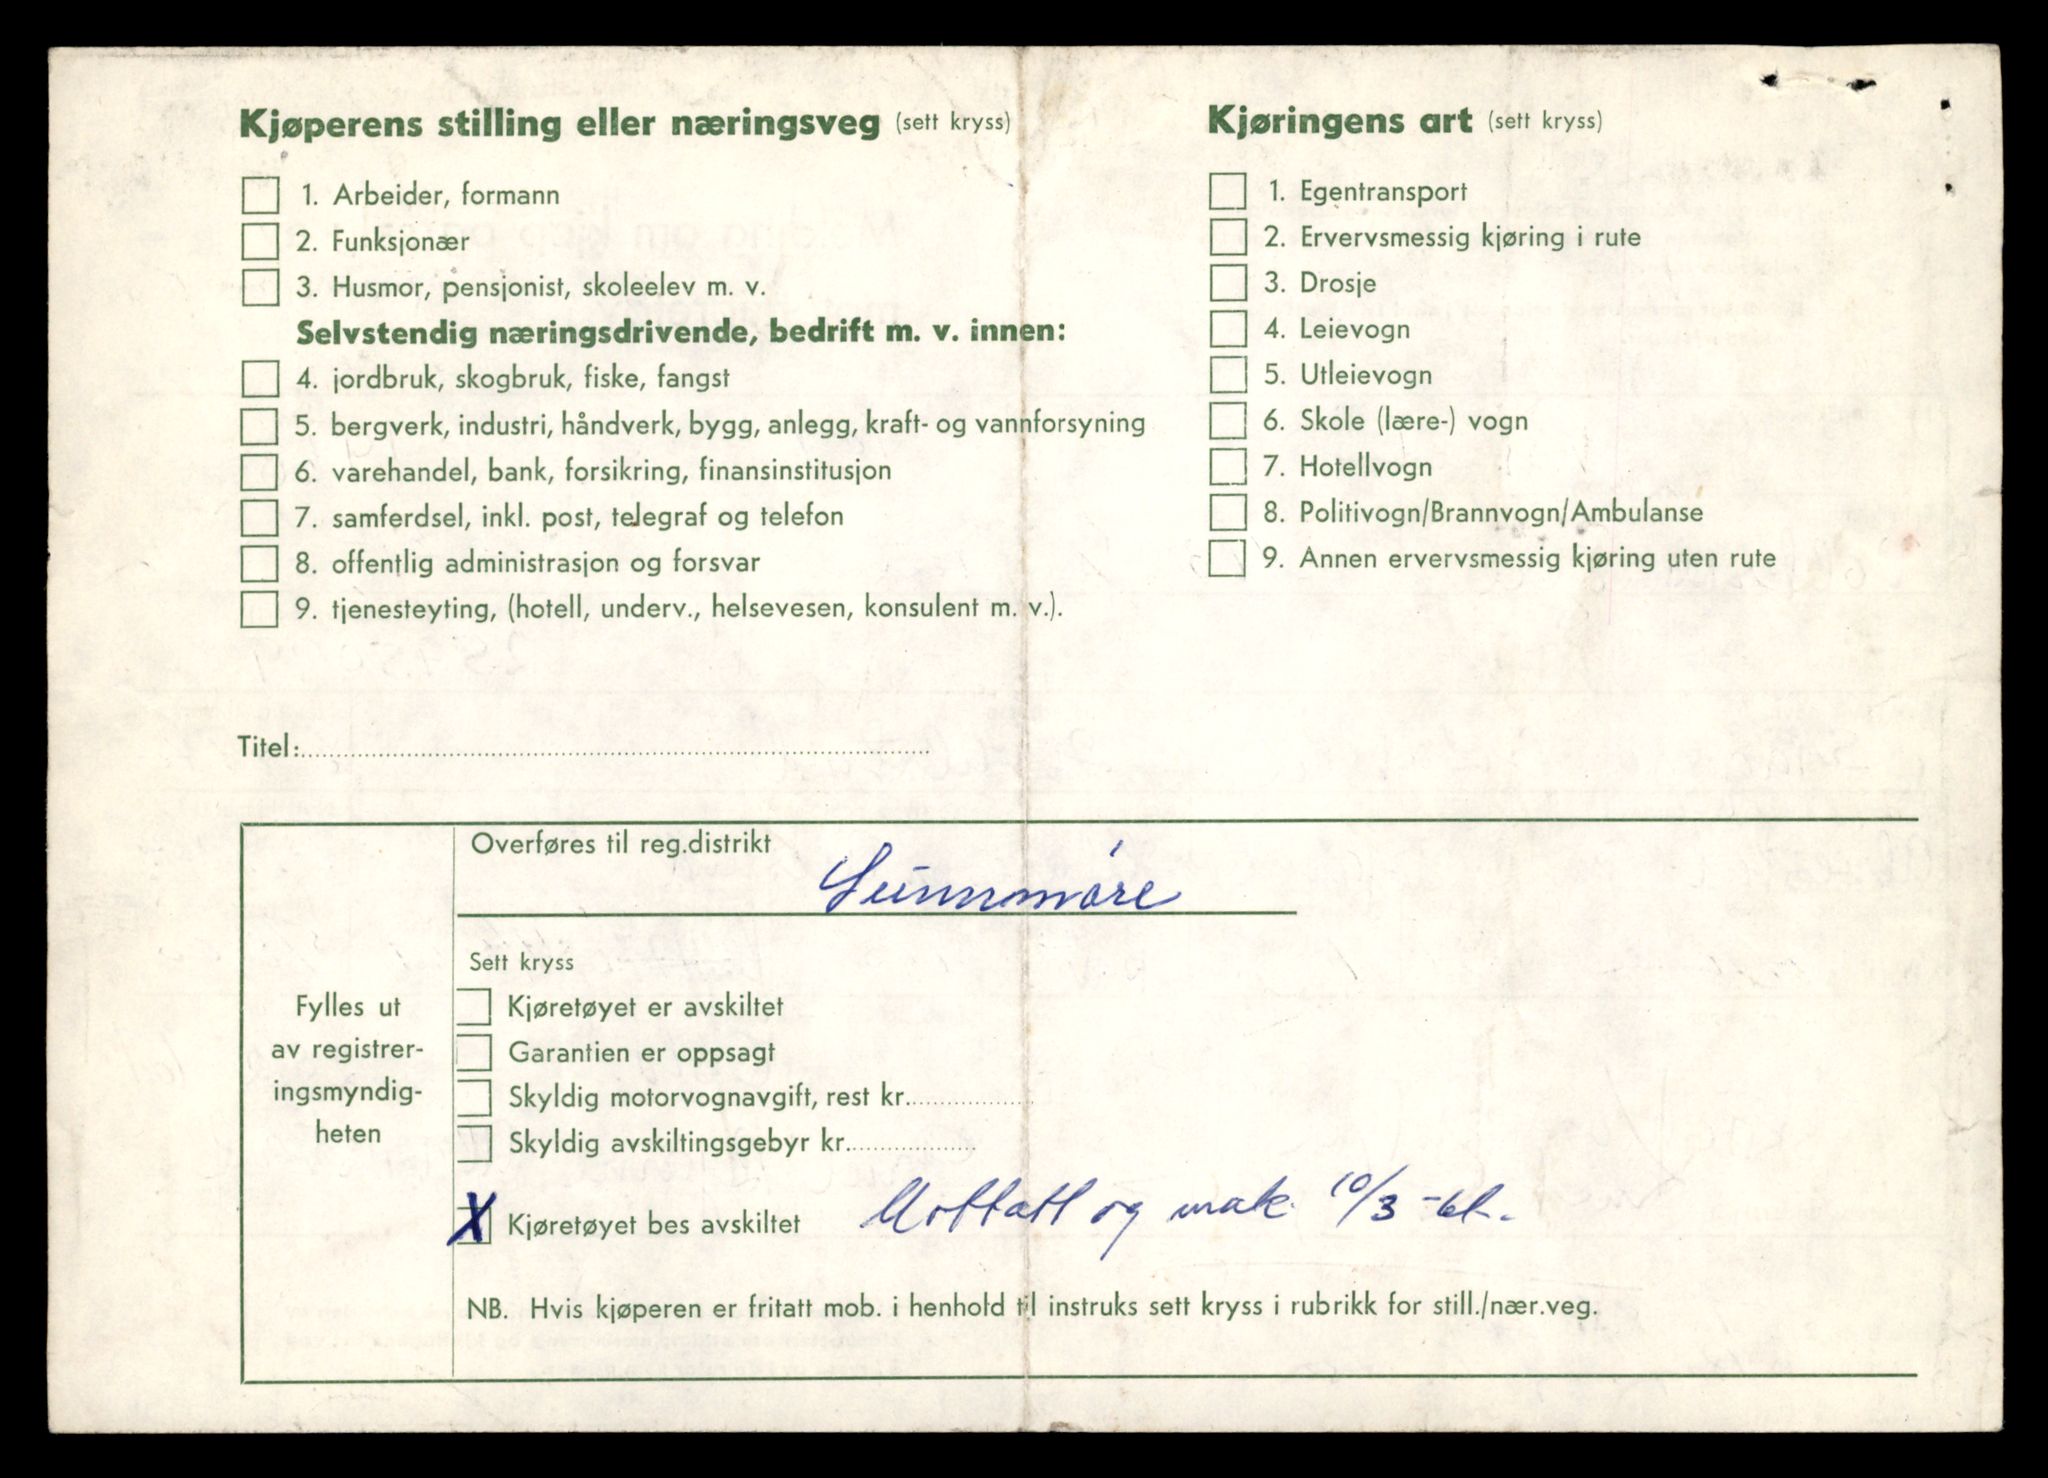 Kjøperens stilling eller næringsveg (sett kryss)
1. Arbeider, formann
2. Funksjonær
3. Husmor, pensjonist, skoleelev m. v.
Selvstendig næringsdrivende, bedrift m. v. innen:
4. jordbruk, skogbruk, fiske, fangst
5. bergverk, industri, håndverk, bygg, anlegg, kraft- og vannforsyning
6. varehandel, bank, forsikring, finansinstitusjon
7. samferdsel, inkl. post, telegraf og telefon
8. offentlig administrasjon og forsvar
9. tjenesteyting, (hotell, underv., helsevesen, konsulent m. v.).
Titel:
Kjøringens art (sett kryss)
1. Egentransport
2. Ervervsmessig kjøring i rute
3. Drosje
4. Leievogn
5. Utleievogn
6. Skole (lære-) vogn
7. Hotellvogn
8. Politivogn/Brannvogn/Ambulanse
9. Annen ervervsmessig kjøring uten rute
Fylles ut
av registrer-
ingsmyndig-
heten
Overføres til reg.distrikt
Sunnmøre
Sett kryss
Kjøretøyet er avskiltet
Garantien er oppsagt
Skyldig motorvognavgift, rest kr.
Skyldig avskiltingsgebyr kr.
X Kjøretøyet bes avskiltet Mottatt og mak. 10/3
NB. Hvis kjøperen er fritatt mob. i henhold til instruks sett kryss i rubrikk for still./nær.veg.